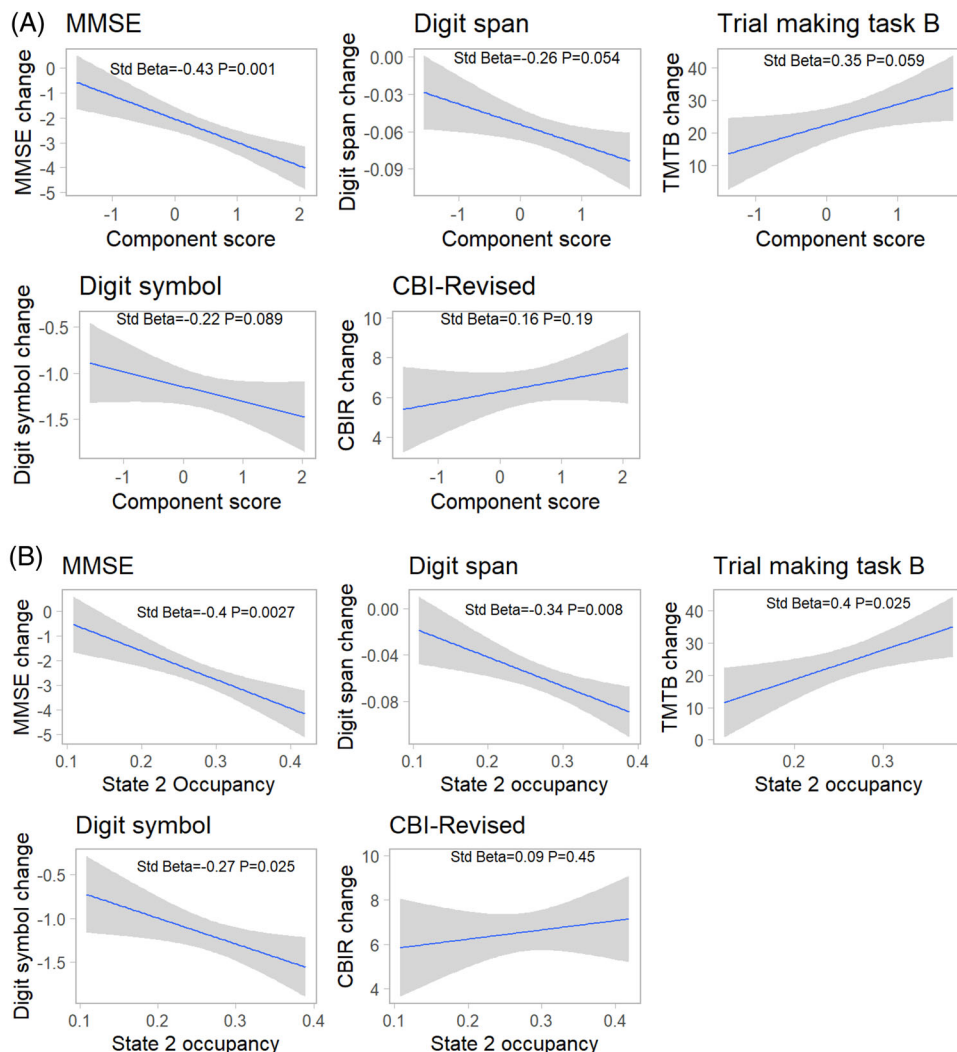 (A)
MMSE
Std Beta=-0.43 P=0.001
MMSE change
0
-1
-2
-3
-4
-5
-1 0 1 2
Component score
Digit span
Std Beta=-0.26 P=0.054
Digit span change
0.00
-0.03
-0.06
-0.09
-1 0 1
Component score
Trial making task B
Std Beta=0.35 P=0.059
TMTB change
40
30
20
10
-1 0 1
Component score
Digit symbol
Std Beta=-0.22 P=0.089
Digit symbol change
-0.5
-1.0
-1.5
-1 0 1 2
Component score
CBI-Revised
Std Beta=0.16 P=0.19
CBIR change
10
8
6
4
-1 0 1 2
Component score
(B)
MMSE
Std Beta=-0.4 P=0.0027
MMSE change
0
-1
-2
-3
-4
-5
0.1 0.2 0.3 0.4
State 2 Occupancy
Digit span
Std Beta=-0.34 P=0.008
Digit span change
0.00
-0.04
-0.08
0.1 0.2 0.3 0.4
State 2 occupancy
Trial making task B
Std Beta=0.4 P=0.025
TMTB change
40
30
20
10
0
0.2 0.3
State 2 occupancy
Digit symbol
Std Beta=-0.27 P=0.025
Digit symbol change
-0.5
-1.0
-1.5
0.1 0.2 0.3 0.4
State 2 occupancy
CBI-Revised
Std Beta=0.09 P=0.45
CBIR change
10
8
6
4
0.1 0.2 0.3 0.4
State 2 occupancy